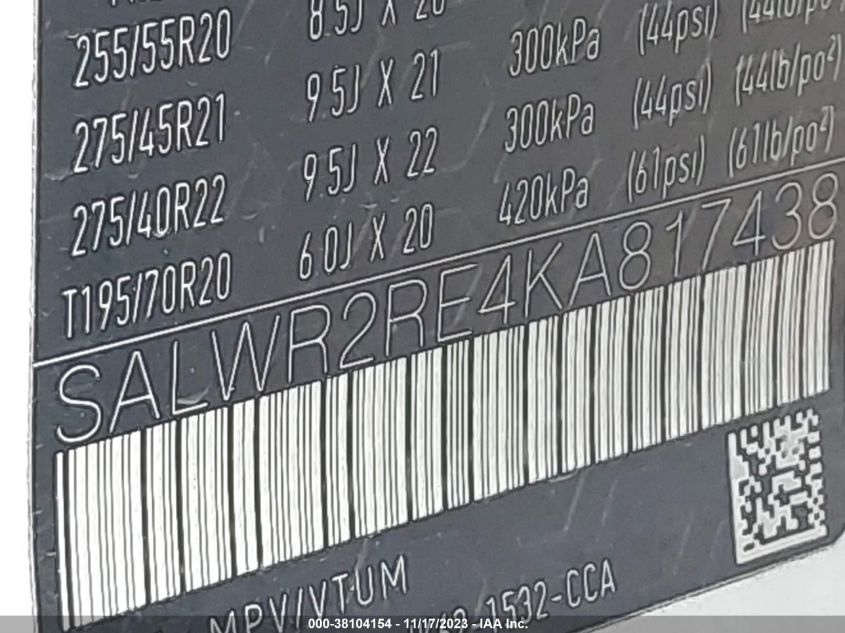 8.5J X 20
255/55R20 9.5J X 21 300kPa (44psi) (44lb/po²)
275/45R21 9.5J X 22 300kPa (44psi) (44lb/po²)
275/40R22 6.0J X 20 420kPa (61psi) (61lb/po²)
T195/70R20
SALWR2RE4KA817438
MPV/VTUM
1532-CCA
000-38104154 - 11/17/2023 - IAA Inc.